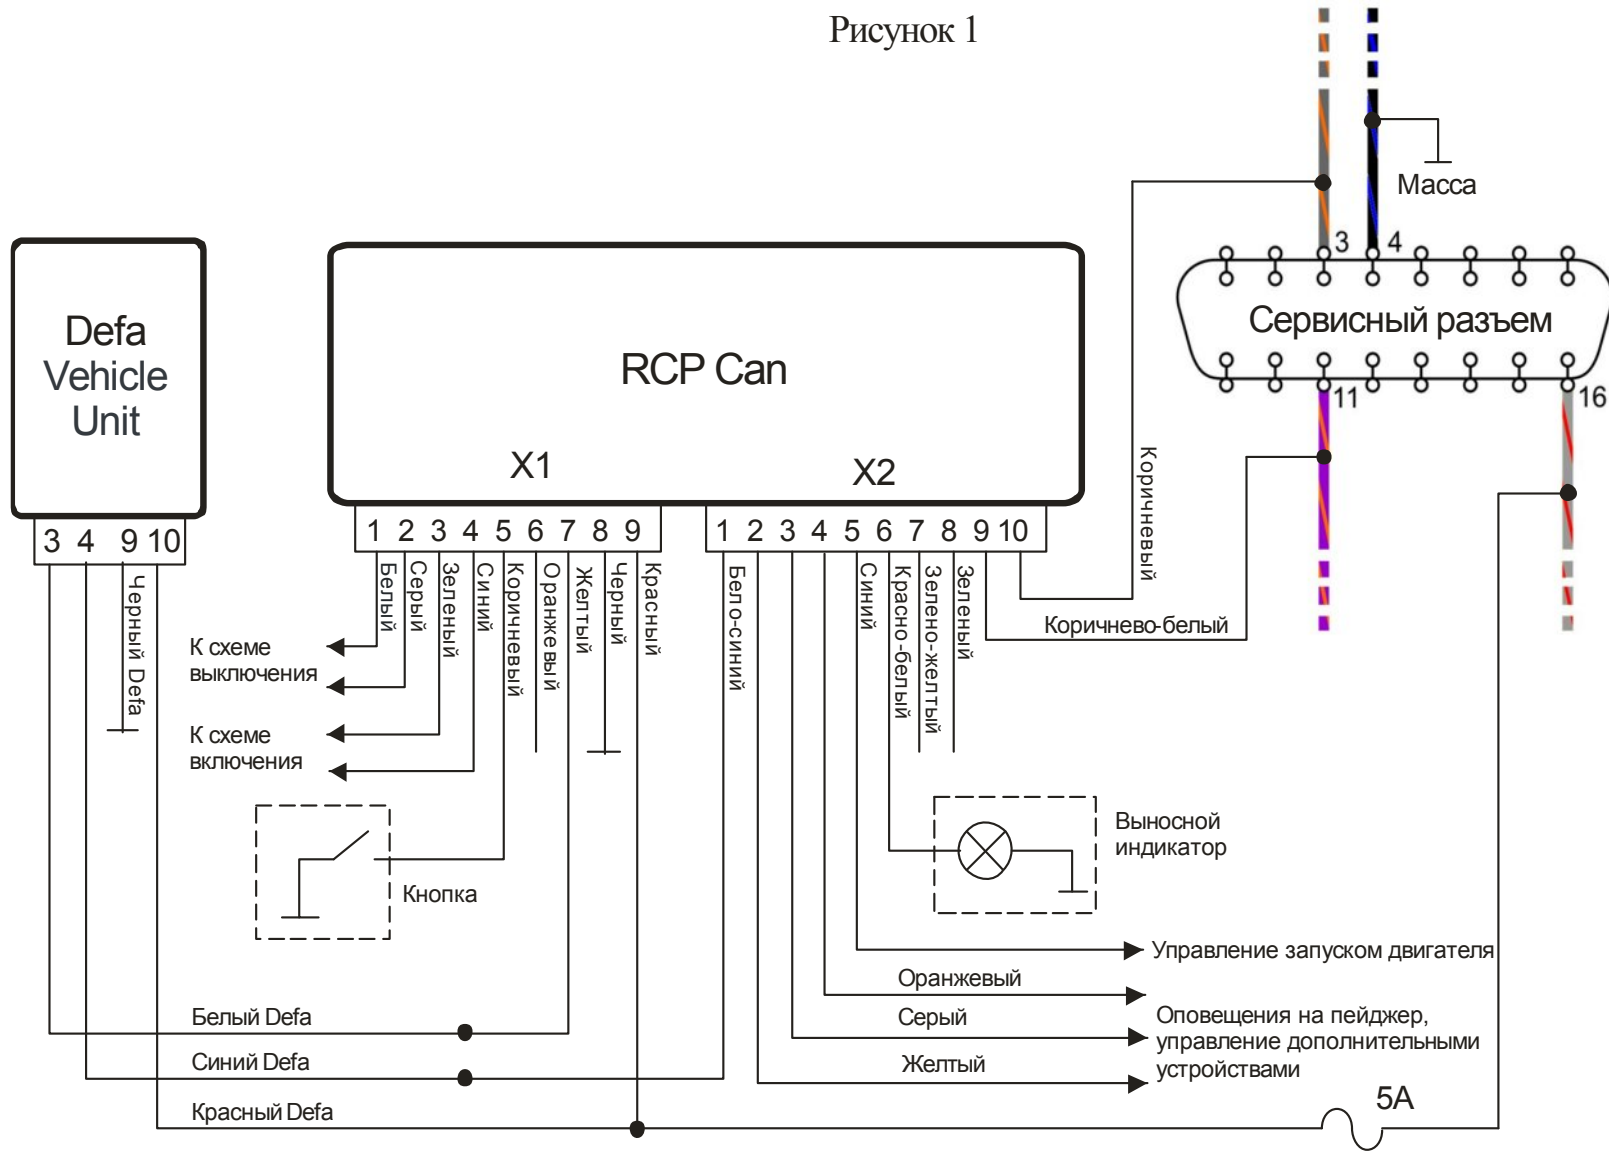 Рисунок 1
Масса
3 4
Сервисный разъем
11 16
Defa
Vehicle
Unit
3 4 9 10
RCP Can
X1
X2
1 2 3 4 5 6 7 8 9
1 2 3 4 5 6 7 8 9 10
Черный Defa
Белый
Серый
Зеленый
Синий
Коричневый
Оранжевый
Желтый
Черный
Красный
Бело-синий
Синий
Красно-белый
Зелено-желтый
Зеленый
Коричневый
Коричнево-белый
К схеме
выключения
К схеме
включения
Кнопка
Выносной
индикатор
Управление запуском двигателя
Оранжевый
Серый
Желтый
Оповещения на пейджер,
управление дополнительными
устройствами
Белый Defa
Синий Defa
Красный Defa
5А